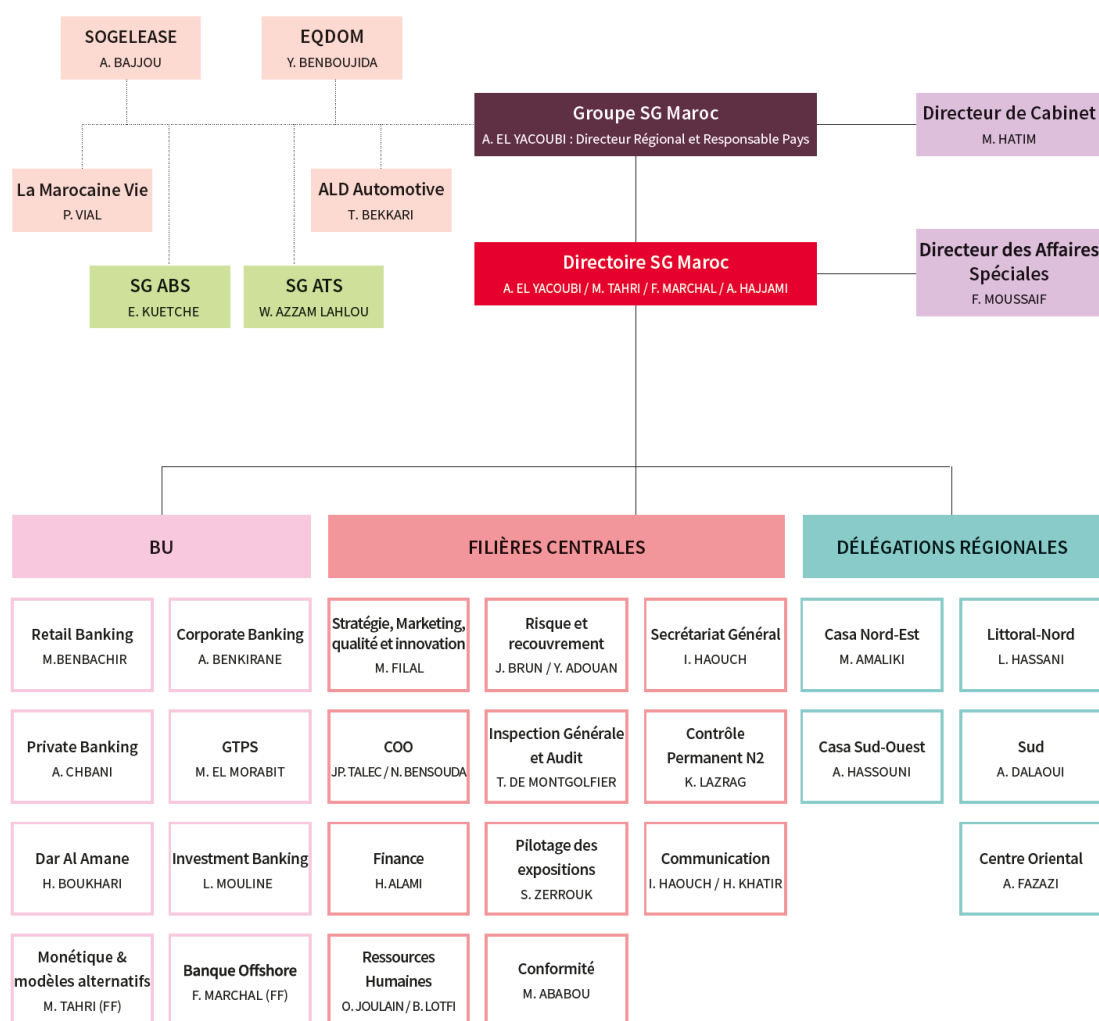 SOGELEASE
A. BAJJOU
EQDOM
Y. BENBOUJIDA
Groupe SG Maroc
A. EL YACOUBI : Directeur Régional et Responsable Pays
Directeur de Cabinet
M. HATIM
La Marocaine Vie
P. VIAL
ALD Automotive
T. BEKKARI
SG ABS
E. KUETCHE
SG ATS
W. AZZAM LAHLOU
Directoire SG Maroc
A. EL YACOUBI / M. TAHRI / F. MARCHAL / A. HAJJAMI
Directeur des Affaires
Spéciales
F. MOUSSAIF
BU
FILIÈRES CENTRALES
DÉLÉGATIONS RÉGIONALES
Retail Banking
M.BENBACHIR
Corporate Banking
A. BENKIRANE
Stratégie, Marketing,
qualité et innovation
M. FILAL
Risque et
recouvrement
J. BRUN / Y. ADOUAN
Secrétariat Général
I. HAOUCH
Casa Nord-Est
M. AMALIKI
Littoral-Nord
L. HASSANI
Private Banking
A. CHBANI
GTPS
M. EL MORABIT
COO
JP. TALEC / N. BENSOUDA
Inspection Générale
et Audit
T. DE MONTGOLFIER
Contrôle
Permanent N2
K. LAZRAG
Casa Sud-Ouest
A. HASSOUNI
Sud
A. DALAOUI
Dar Al Amane
H. BOUKHARI
Investment Banking
L. MOULINE
Finance
H. ALAMI
Pilotage des
expositions
S. ZERROUK
Communication
I. HAOUCH / H. KHATIR
Centre Oriental
A. FAZAZI
Monétique &
modèles alternatifs
M. TAHRI (FF)
Banque Offshore
F. MARCHAL (FF)
Ressources
Humaines
O. JOULAIN / B. LOTFI
Conformité
M. ABABOU